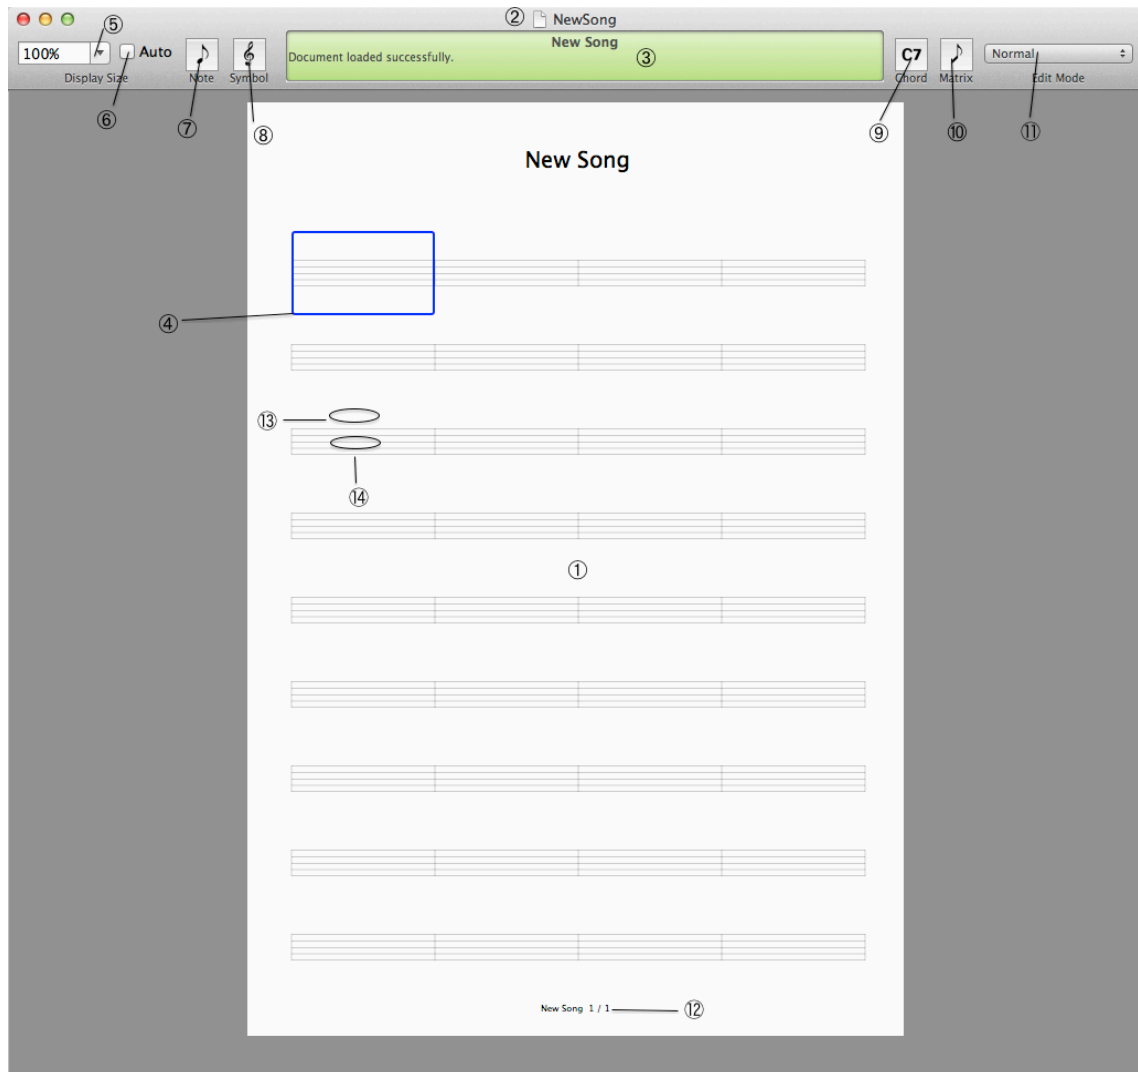 ② NewSong
⑤
100% Auto
Display Size
Note
Symbol
New Song
Document loaded successfully.
③
C7
Chord
Matrix
Normal
Edit Mode
⑥
⑦
⑧
⑨
⑩
⑪
New Song
④
⑬
⑭
①
New Song 1 / 1
⑫